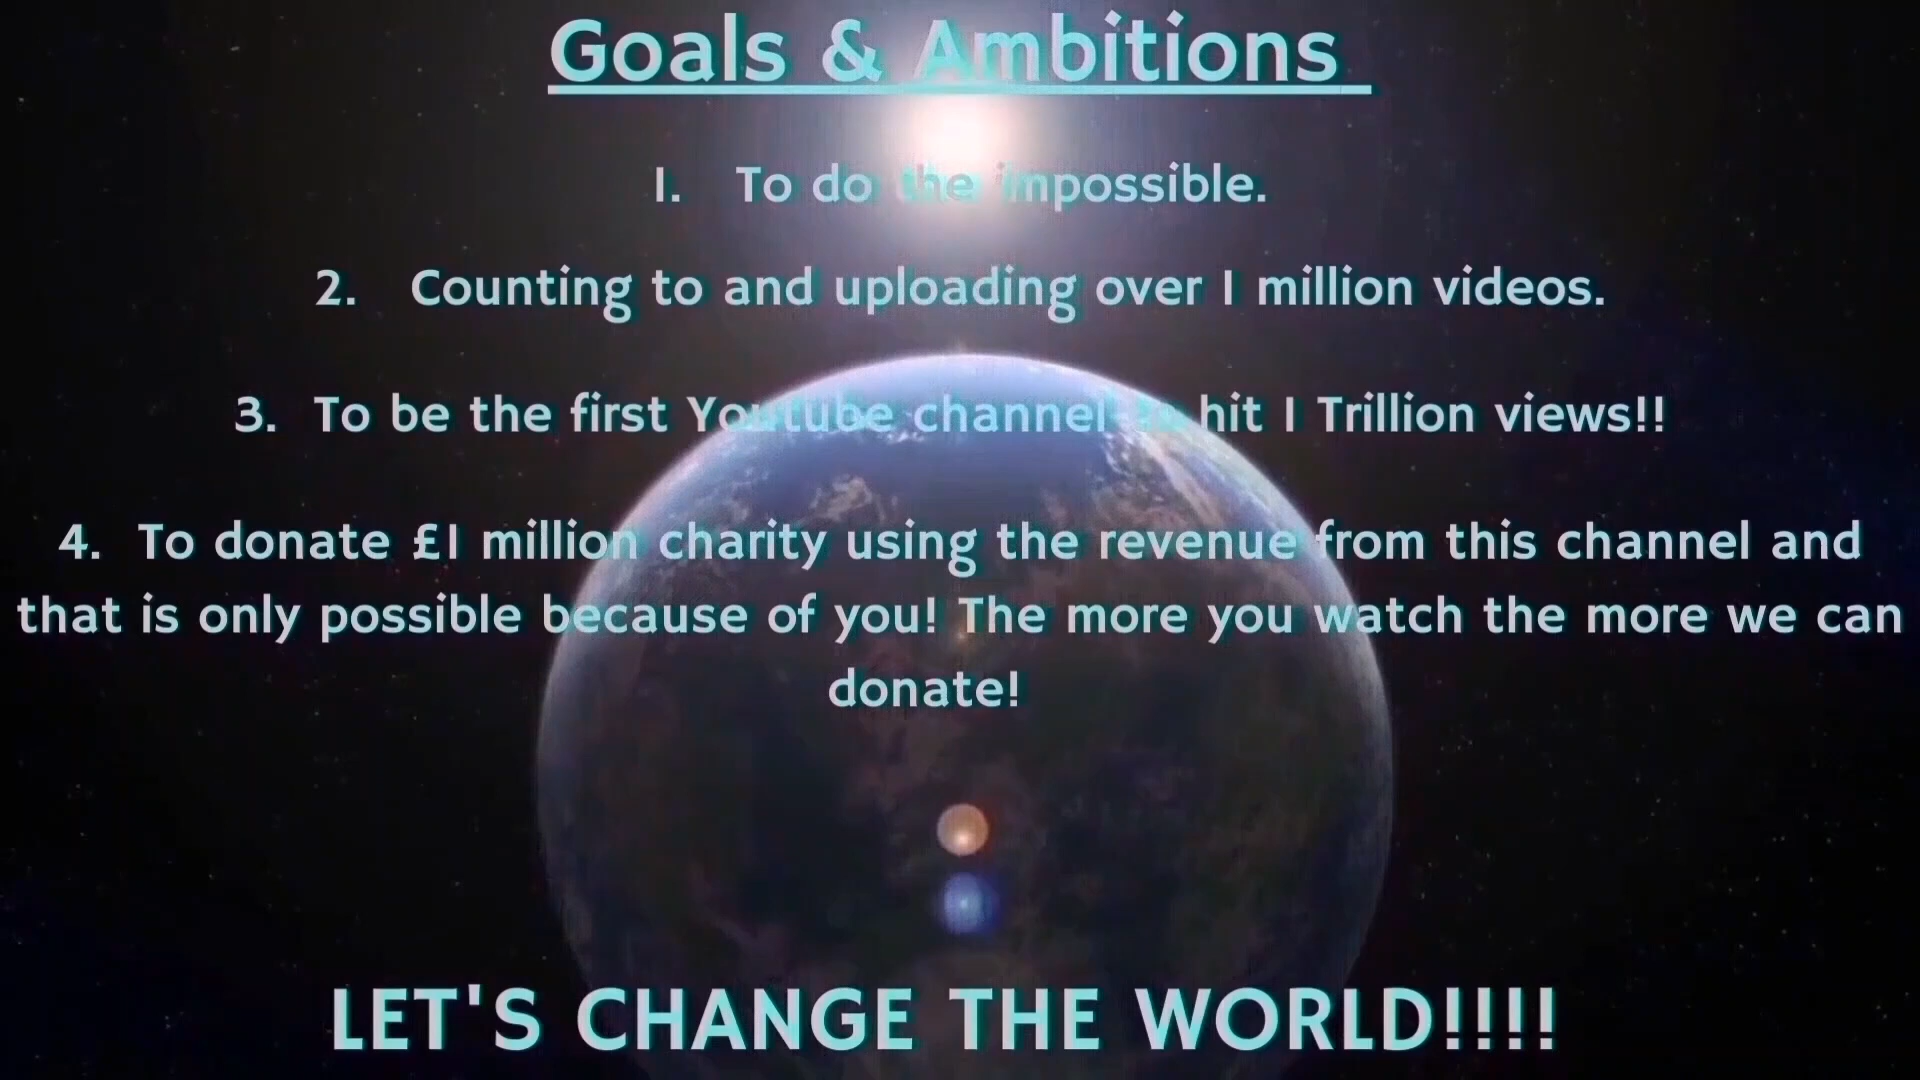 Goals & Ambitions
1. To do the impossible.
2. Counting to and uploading over 1 million videos.
3. To be the first Youtube channel to hit 1 Trillion views!!
4. To donate £1 million charity using the revenue from this channel and
that is only possible because of you! The more you watch the more we can
donate!
LET'S CHANGE THE WORLD!!!!